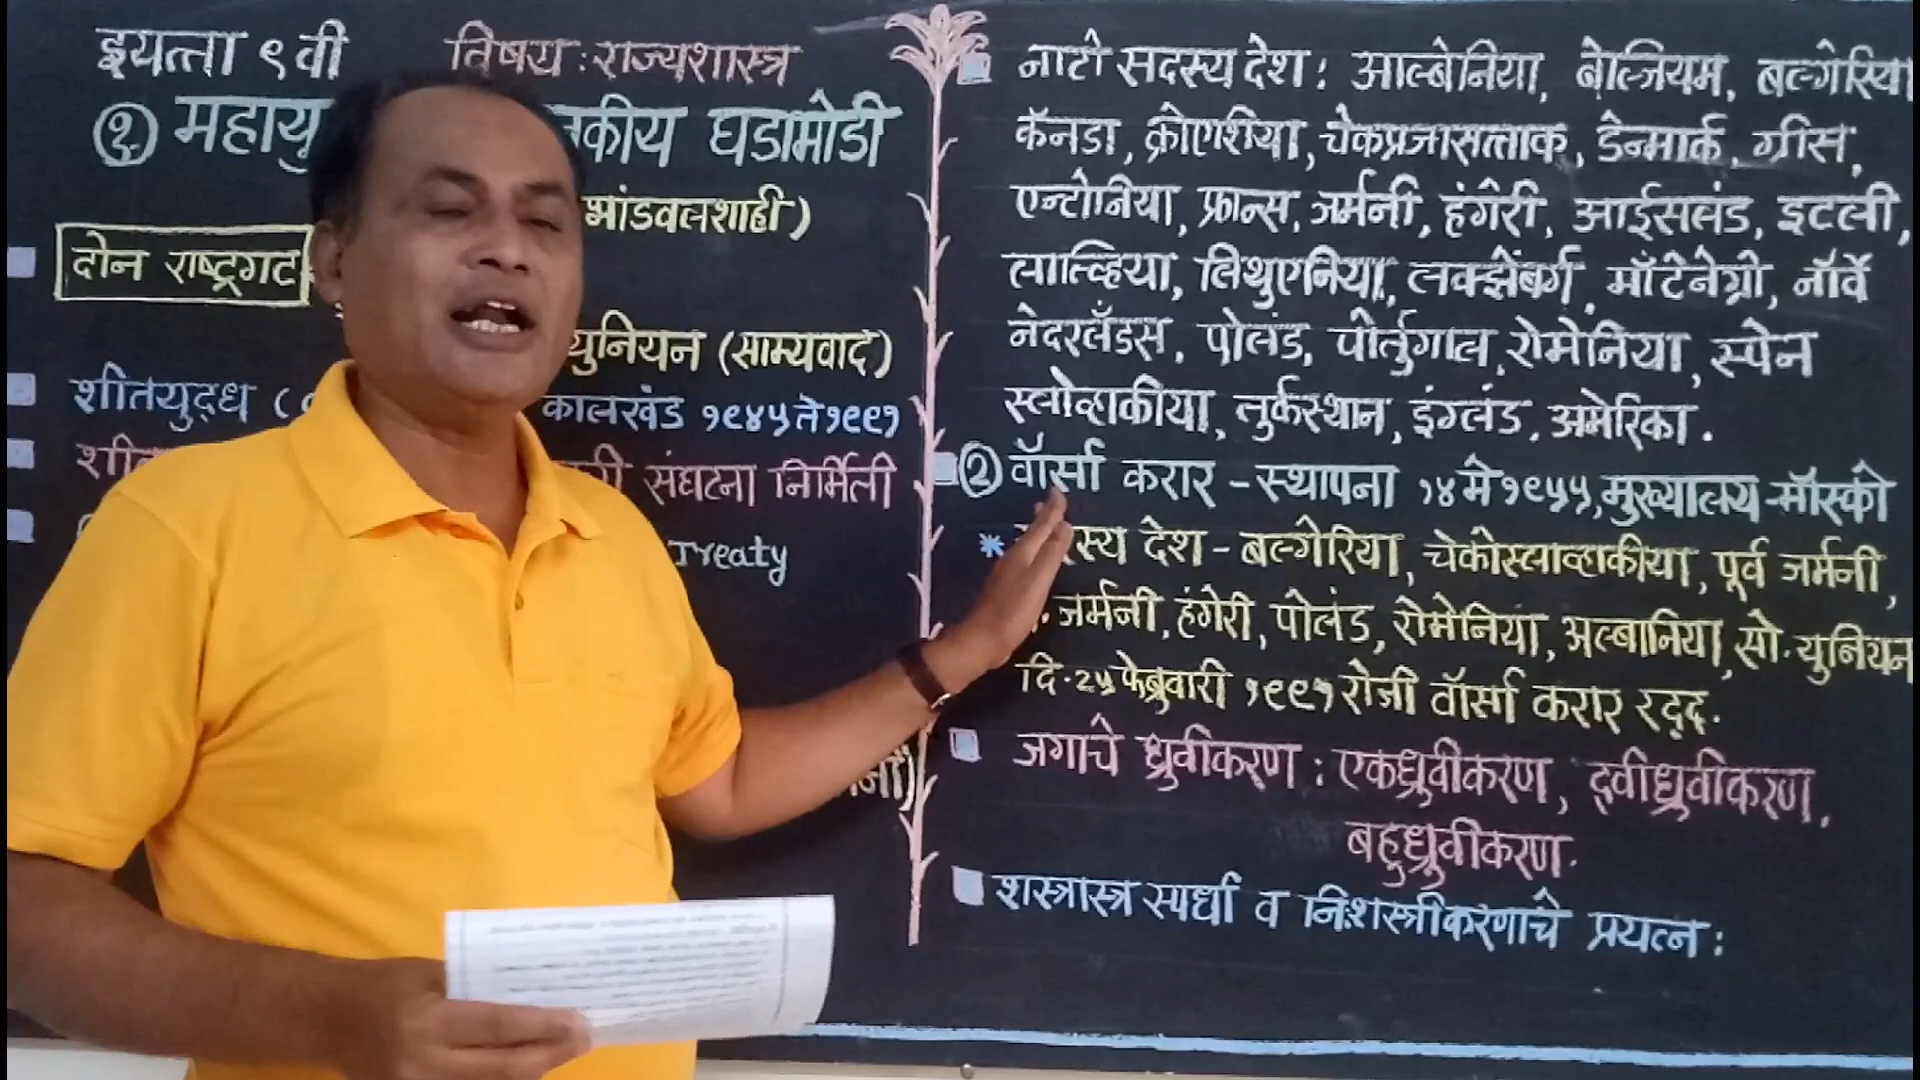 इयत्ता ९वी विषय : राज्यशास्त्र
१ घडामोडी
भांडवलशाही)
दोन राष्ट्रगट
युनियन (साम्यवाद)
शीतयुद्ध ( कालखंड १९४५ ते १९९१
संघटना निर्मिती
Treaty
नाटो सदस्य देश : आल्बेनिया, बेल्जियम, बल्गेरिया
कॅनडा, क्रोएशीया, चेकप्रजासत्ताक, डेन्मार्क, ग्रीस,
एन्टोनिया, फ्रान्स, जर्मनी, हंगेरी, आईसलंड, इटली,
लात्व्हिया, लिथुएनिया, लक्झेंबर्ग, माँटेनेग्रो, नॉर्वे
नेदरलँडस, पोलंड, पोर्तुगाल, रोमेनिया, स्पेन
स्लोव्हाकीया, तुर्कस्थान, इंग्लंड, अमेरिका.
२ वॉर्सा करार - स्थापना १४ मे १९५५, मुख्यालय - मॉस्को
* देश - बल्गेरिया, चेकोस्लाव्हाकीया, पूर्व जर्मनी,
जर्मनी, हंगेरी, पोलंड, रोमेनिया, अल्बानिया, सो. युनियन
दि. २५ फेब्रुवारी १९९१ रोजी वॉर्सा करार रद्द.
जगाचे ध्रुवीकरण : एकध्रुवीकरण, द्वीध्रुवीकरण,
बहुध्रुवीकरण.
शस्त्रास्त्र स्पर्धा व निःशस्त्रीकरणाचे प्रयत्न :